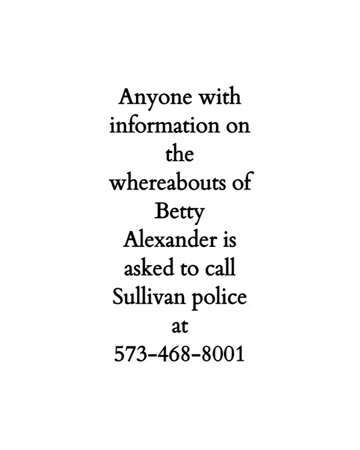 Anyone with
information on
the
whereabouts of
Betty
Alexander is
asked to call
Sullivan police
at
573-468-8001